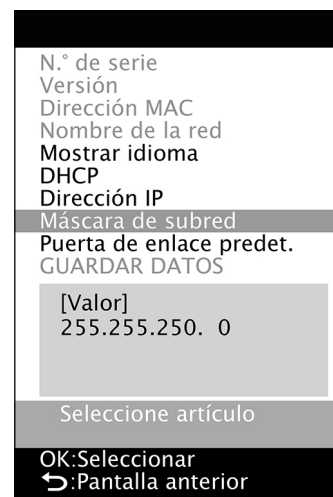 N.° de serie
Versión
Dirección MAC
Nombre de la red
Mostrar idioma
DHCP
Dirección IP
Máscara de subred
Puerta de enlace predet.
GUARDAR DATOS
[Valor]
255.255.250. 0
Seleccione artículo
OK:Seleccionar
⮌:Pantalla anterior